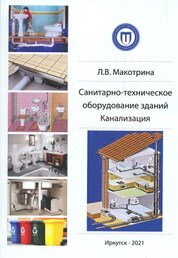 Л.В. Макотрина
Санитарно-техническое
оборудование зданий
Канализация
Иркутск - 2021